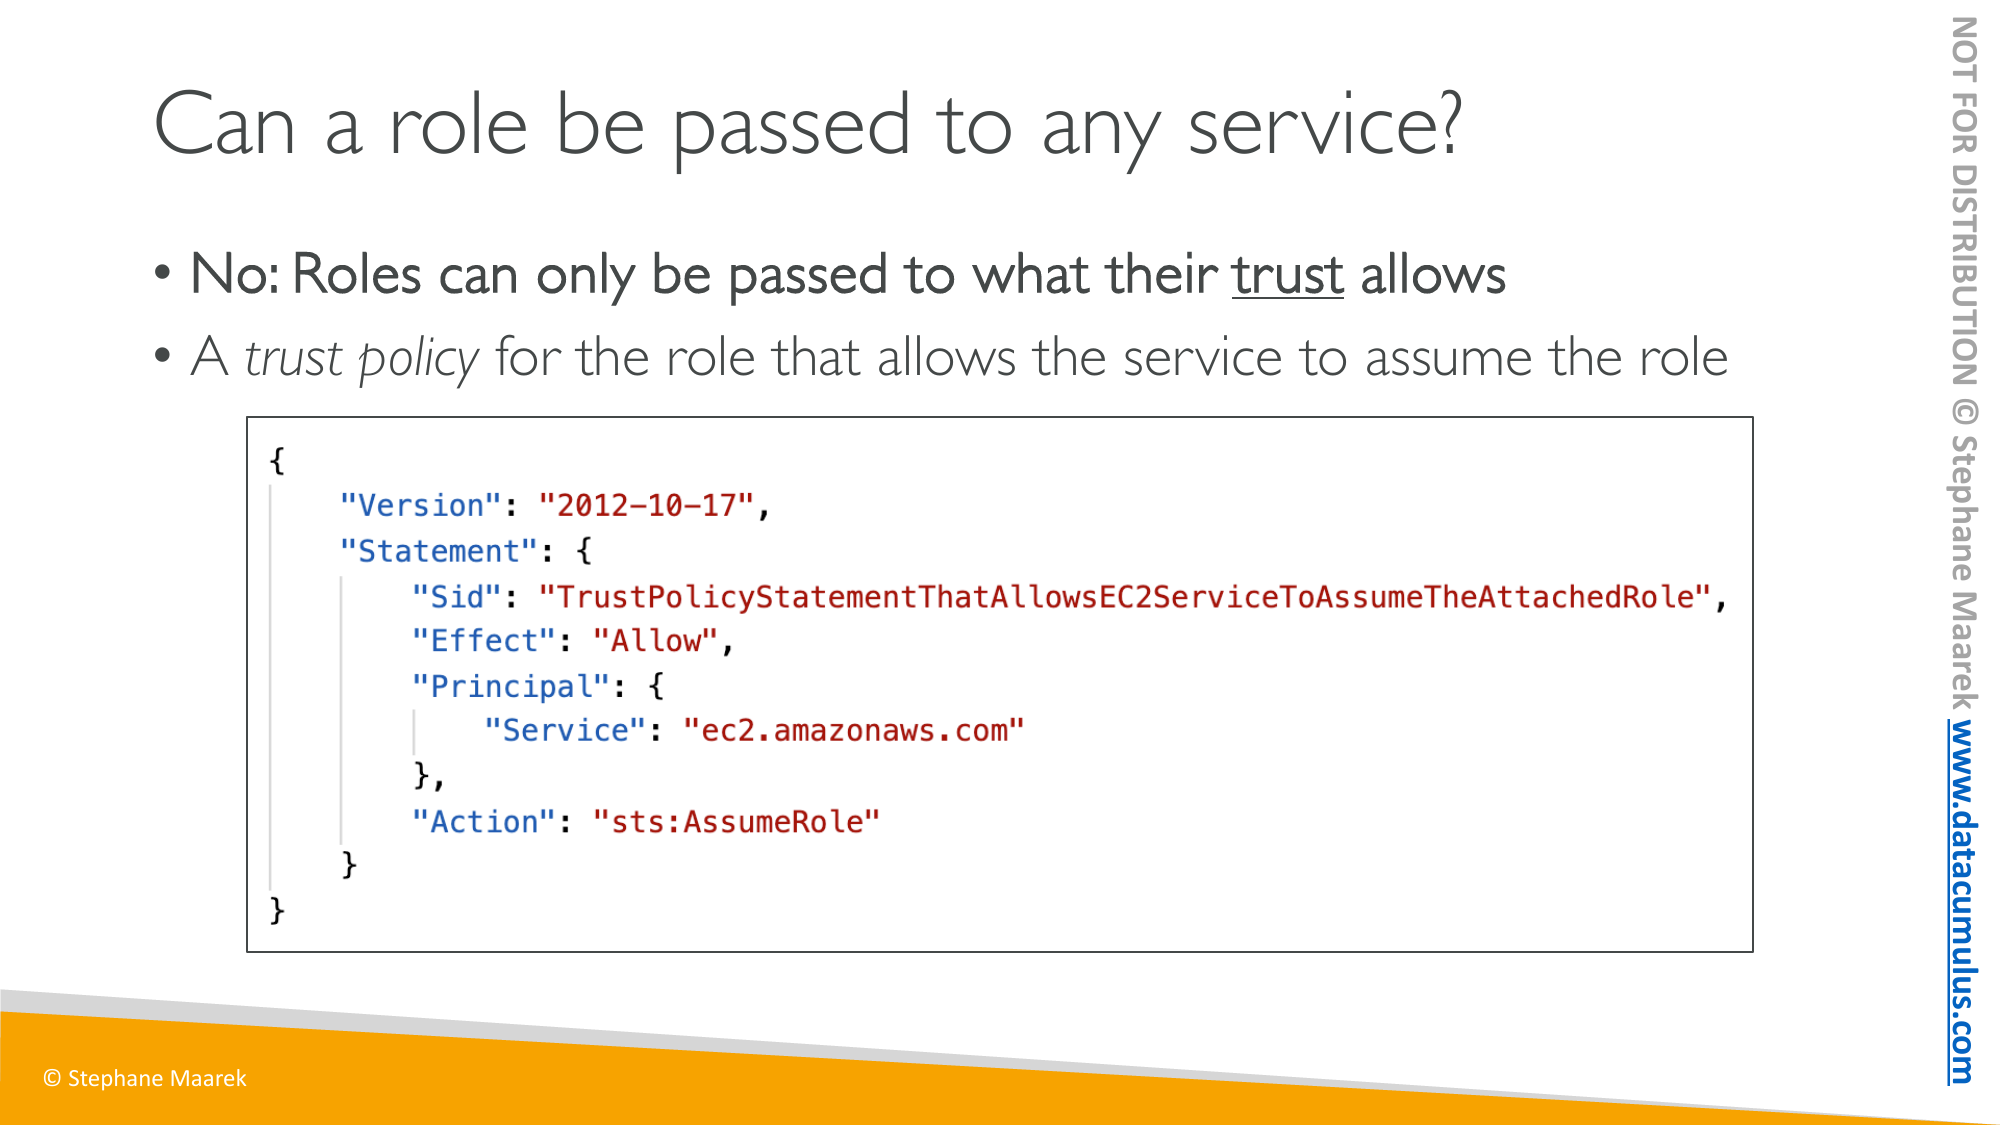 Can a role be passed to any service?
• No: Roles can only be passed to what their trust allows
• A trust policy for the role that allows the service to assume the role
{
    "Version": "2012-10-17",
    "Statement": {
        "Sid": "TrustPolicyStatementThatAllowsEC2ServiceToAssumeTheAttachedRole",
        "Effect": "Allow",
        "Principal": {
            "Service": "ec2.amazonaws.com"
        },
        "Action": "sts:AssumeRole"
    }
}
© Stephane Maarek
NOT FOR DISTRIBUTION © Stephane Maarek www.datacumulus.com